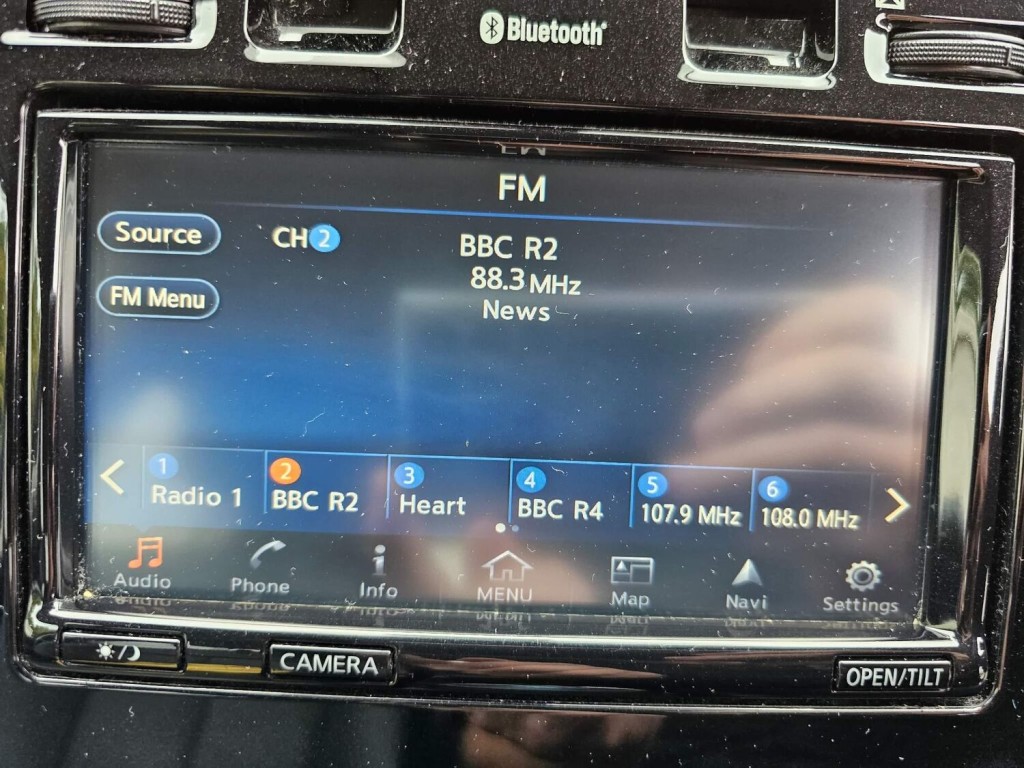 Bluetooth
FM
Source
CH 2
BBC R2
88.3 MHz
FM Menu
News
1
Radio 1
2
BBC R2
3
Heart
4
BBC R4
5
107.9 MHz
6
108.0 MHz
Audio
Phone
Info
MENU
Map
Navi
Settings
CAMERA
OPEN/TILT